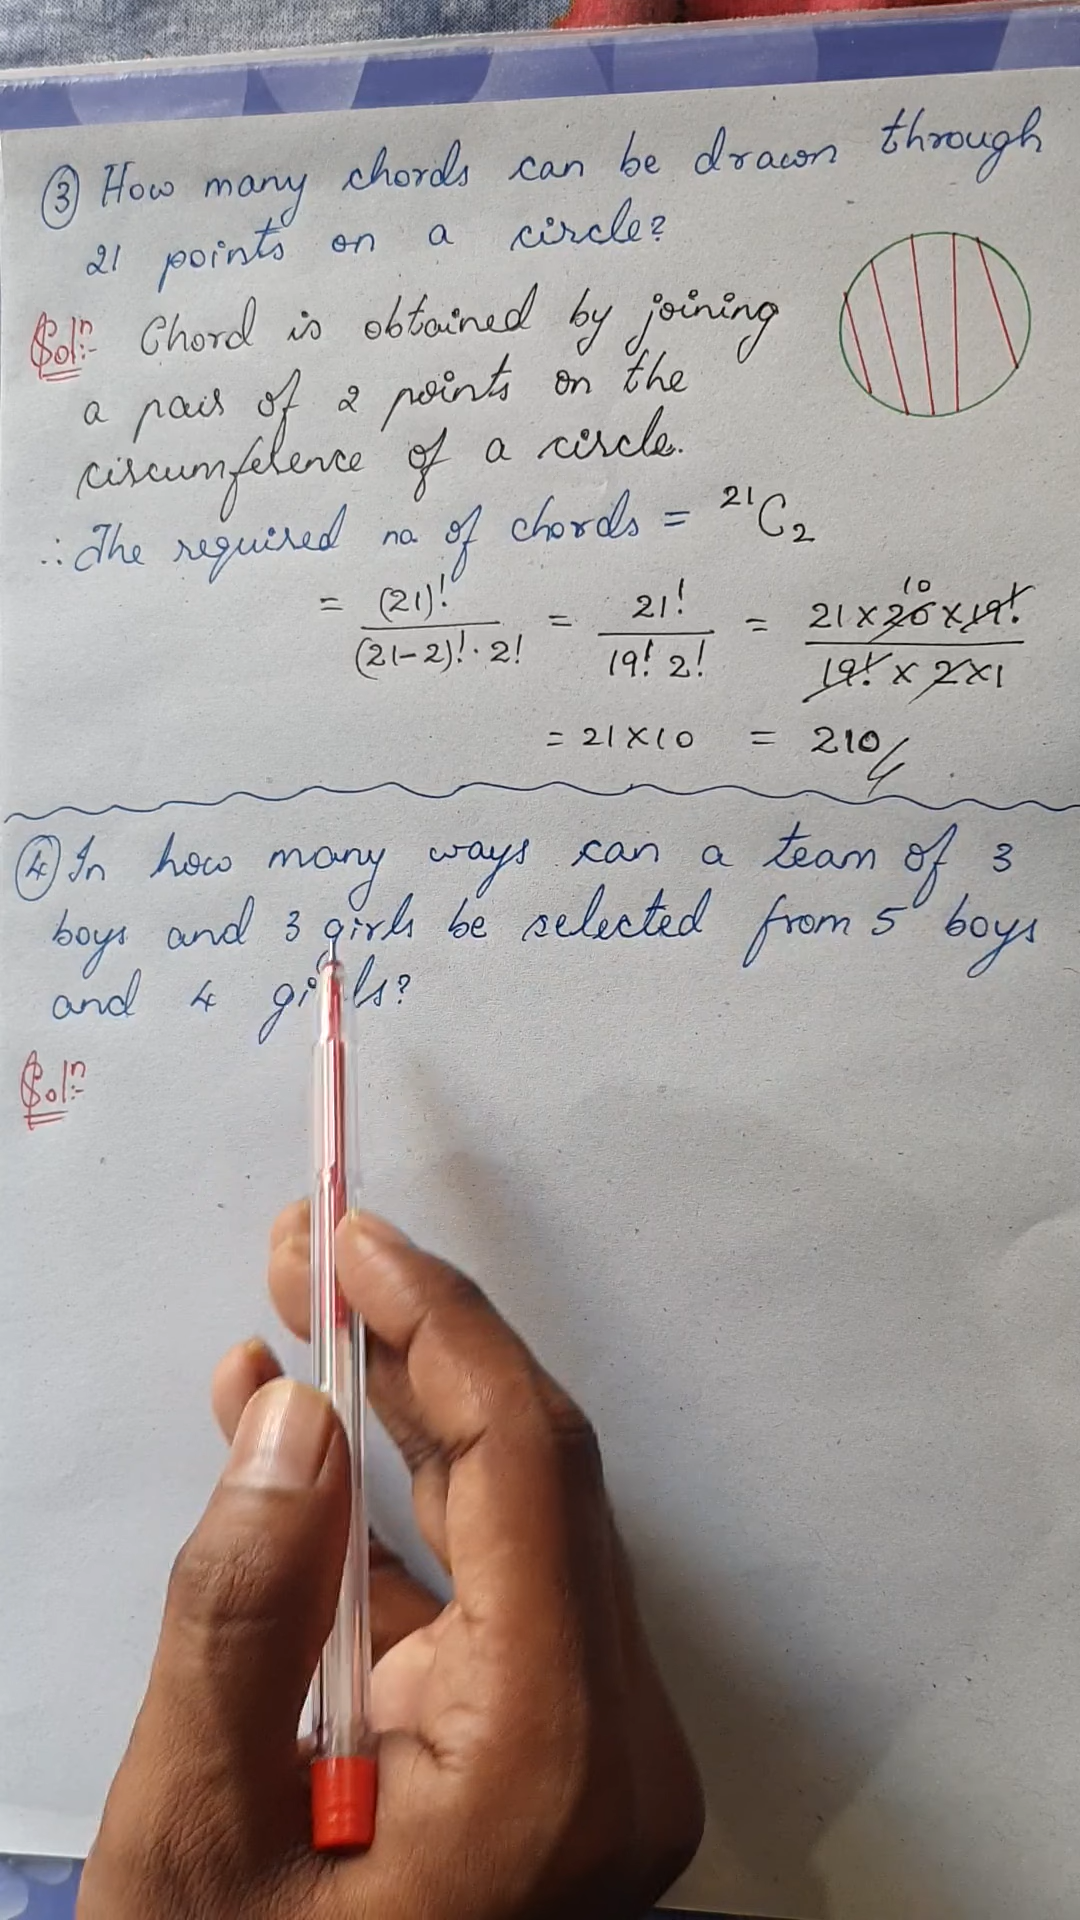 ③ How many chords can be drawn through
21 points on a circle?
Solⁿ:- Chord is obtained by joining
a pair of 2 points on the
circumference of a circle.
∴ The required no. of chords = ²¹C₂
= (21)! / (21-2)! · 2! = 21! / 19! 2! = 21 × 20 × 19! / 19! × 2 × 1
10
= 21 × 10 = 210
④ In how many ways can a team of 3
boys and 3 girls be selected from 5 boys
and 4 girls?
Solⁿ:-